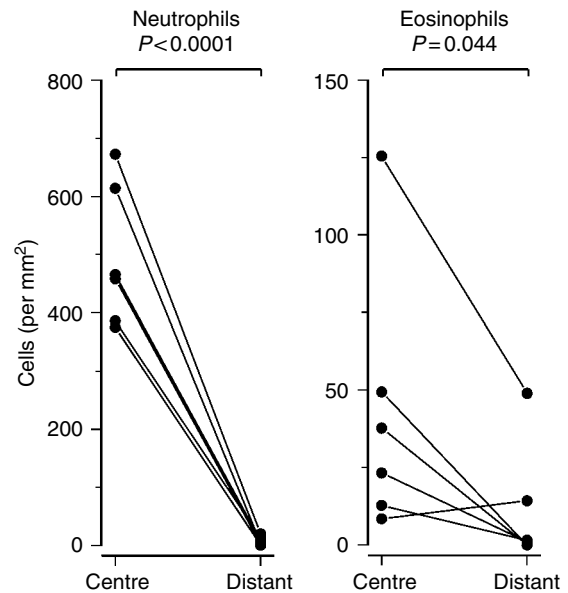 Neutrophils
P<0.0001
Eosinophils
P=0.044
Cells (per mm²)
800
600
400
200
0
Centre
Distant
150
100
50
0
Centre
Distant